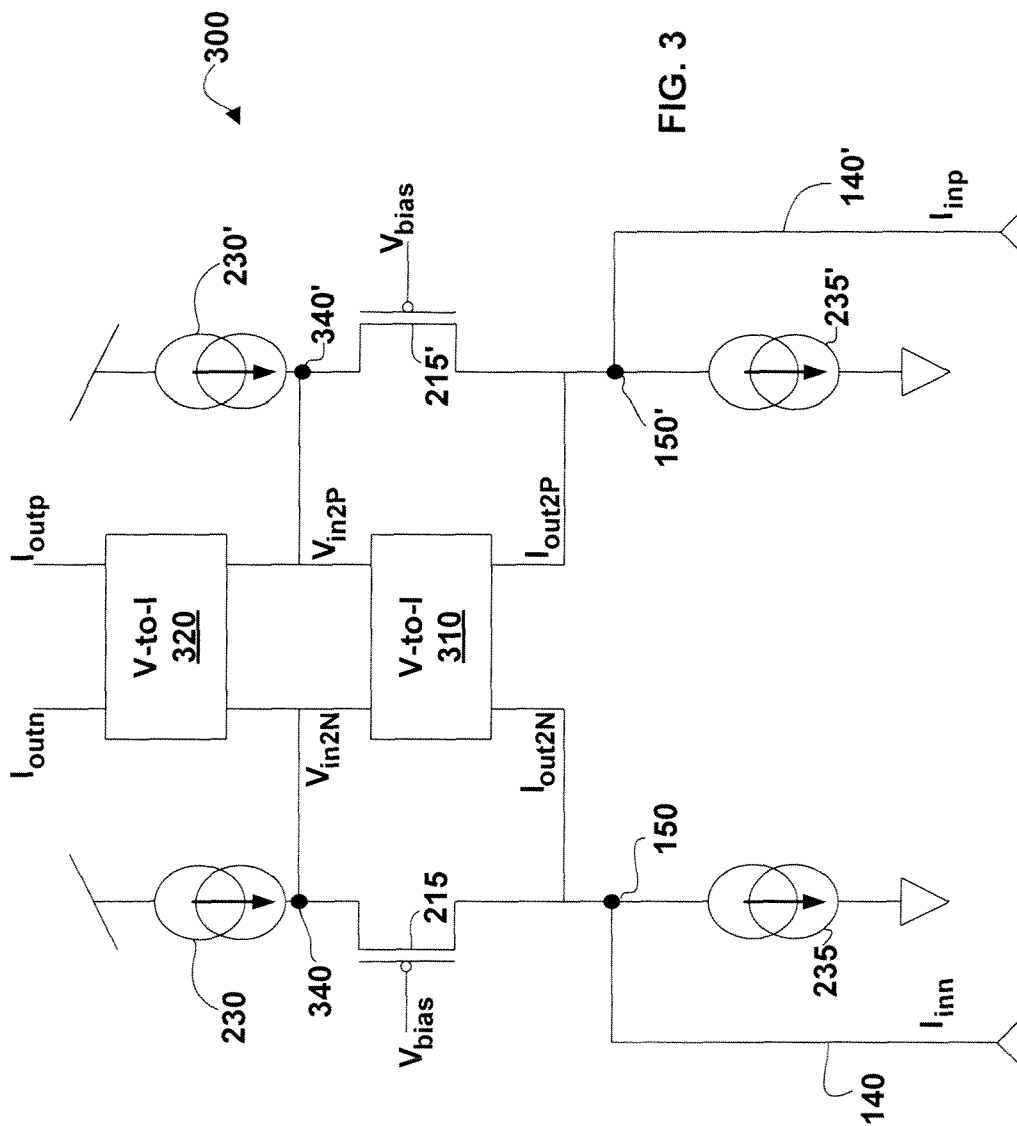 300
I_outn
I_outp
V-to-I
320
230
230'
340
340'
V_in2N
V_in2P
V_bias
215
V_bias
215'
V-to-I
310
I_out2N
I_out2P
150
150'
FIG. 3
235
235'
140
I_inn
140'
I_inp